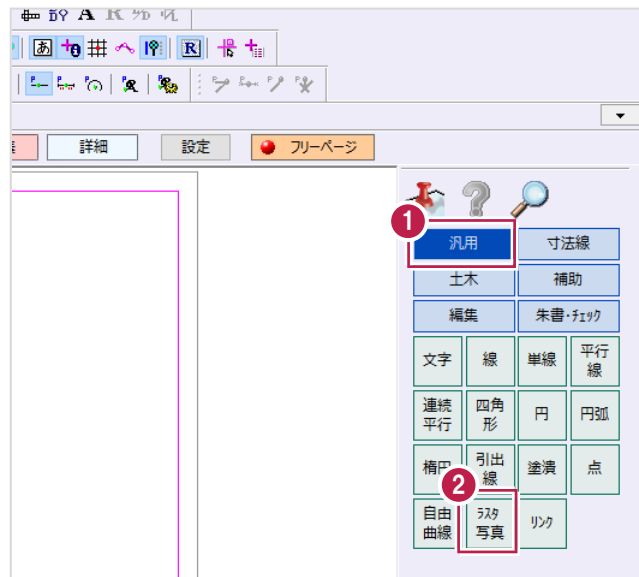 A
あ
R
詳細
設定
フリーページ
1
汎用
寸法線
土木
補助
編集
朱書・ﾁｪｯｸ
文字
線
単線
平行
線
連続
平行
四角
形
円
円弧
楕円
引出
線
塗潰
点
2
自由
曲線
ﾗｽﾀ
写真
ﾘﾝｸ